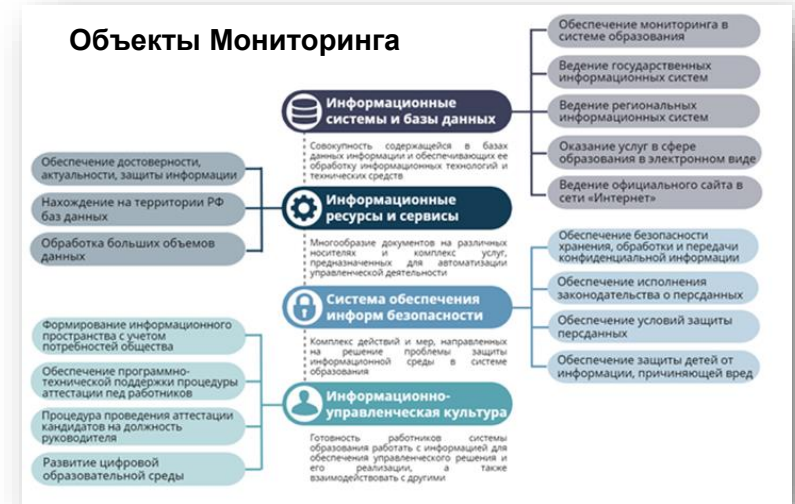 Объекты Мониторинга
Информационные
системы и базы данных
Совокупность содержащейся в базах
данных информации и обеспечивающих ее
обработку информационных технологий и
технических средств
Обеспечение мониторинга в
системе образования
Ведение государственных
информационных систем
Ведение региональных
информационных систем
Оказание услуг в сфере
образования в электронном виде
Ведение официального сайта в
сети «Интернет»
Обеспечение достоверности,
актуальности, защиты информации
Нахождение на территории РФ
баз данных
Обработка больших объемов
данных
Информационные
ресурсы и сервисы
Многообразие документов на различных
носителях и комплекс услуг,
предназначенных для автоматизации
управленческой деятельности
Система обеспечения
информ безопасности
Комплекс действий и мер, направленных
на решение проблемы защиты
информационной среды в системе
образования
Обеспечение безопасности
хранения, обработки и передачи
конфиденциальной информации
Обеспечение исполнения
законодательства о персданных
Обеспечение условий защиты
персданных
Обеспечение защиты детей от
информации, причиняющей вред
Формирование информационного
пространства с учетом
потребностей общества
Обеспечение программно-
технической поддержки процедуры
аттестации пед работников
Процедура проведения аттестации
кандидатов на должность
руководителя
Развитие цифровой
образовательной среды
Информационно-
управленческая культура
Готовность работников системы
образования работать с информацией для
обеспечения управленческого решения и
его реализации, а также
взаимодействовать с другими